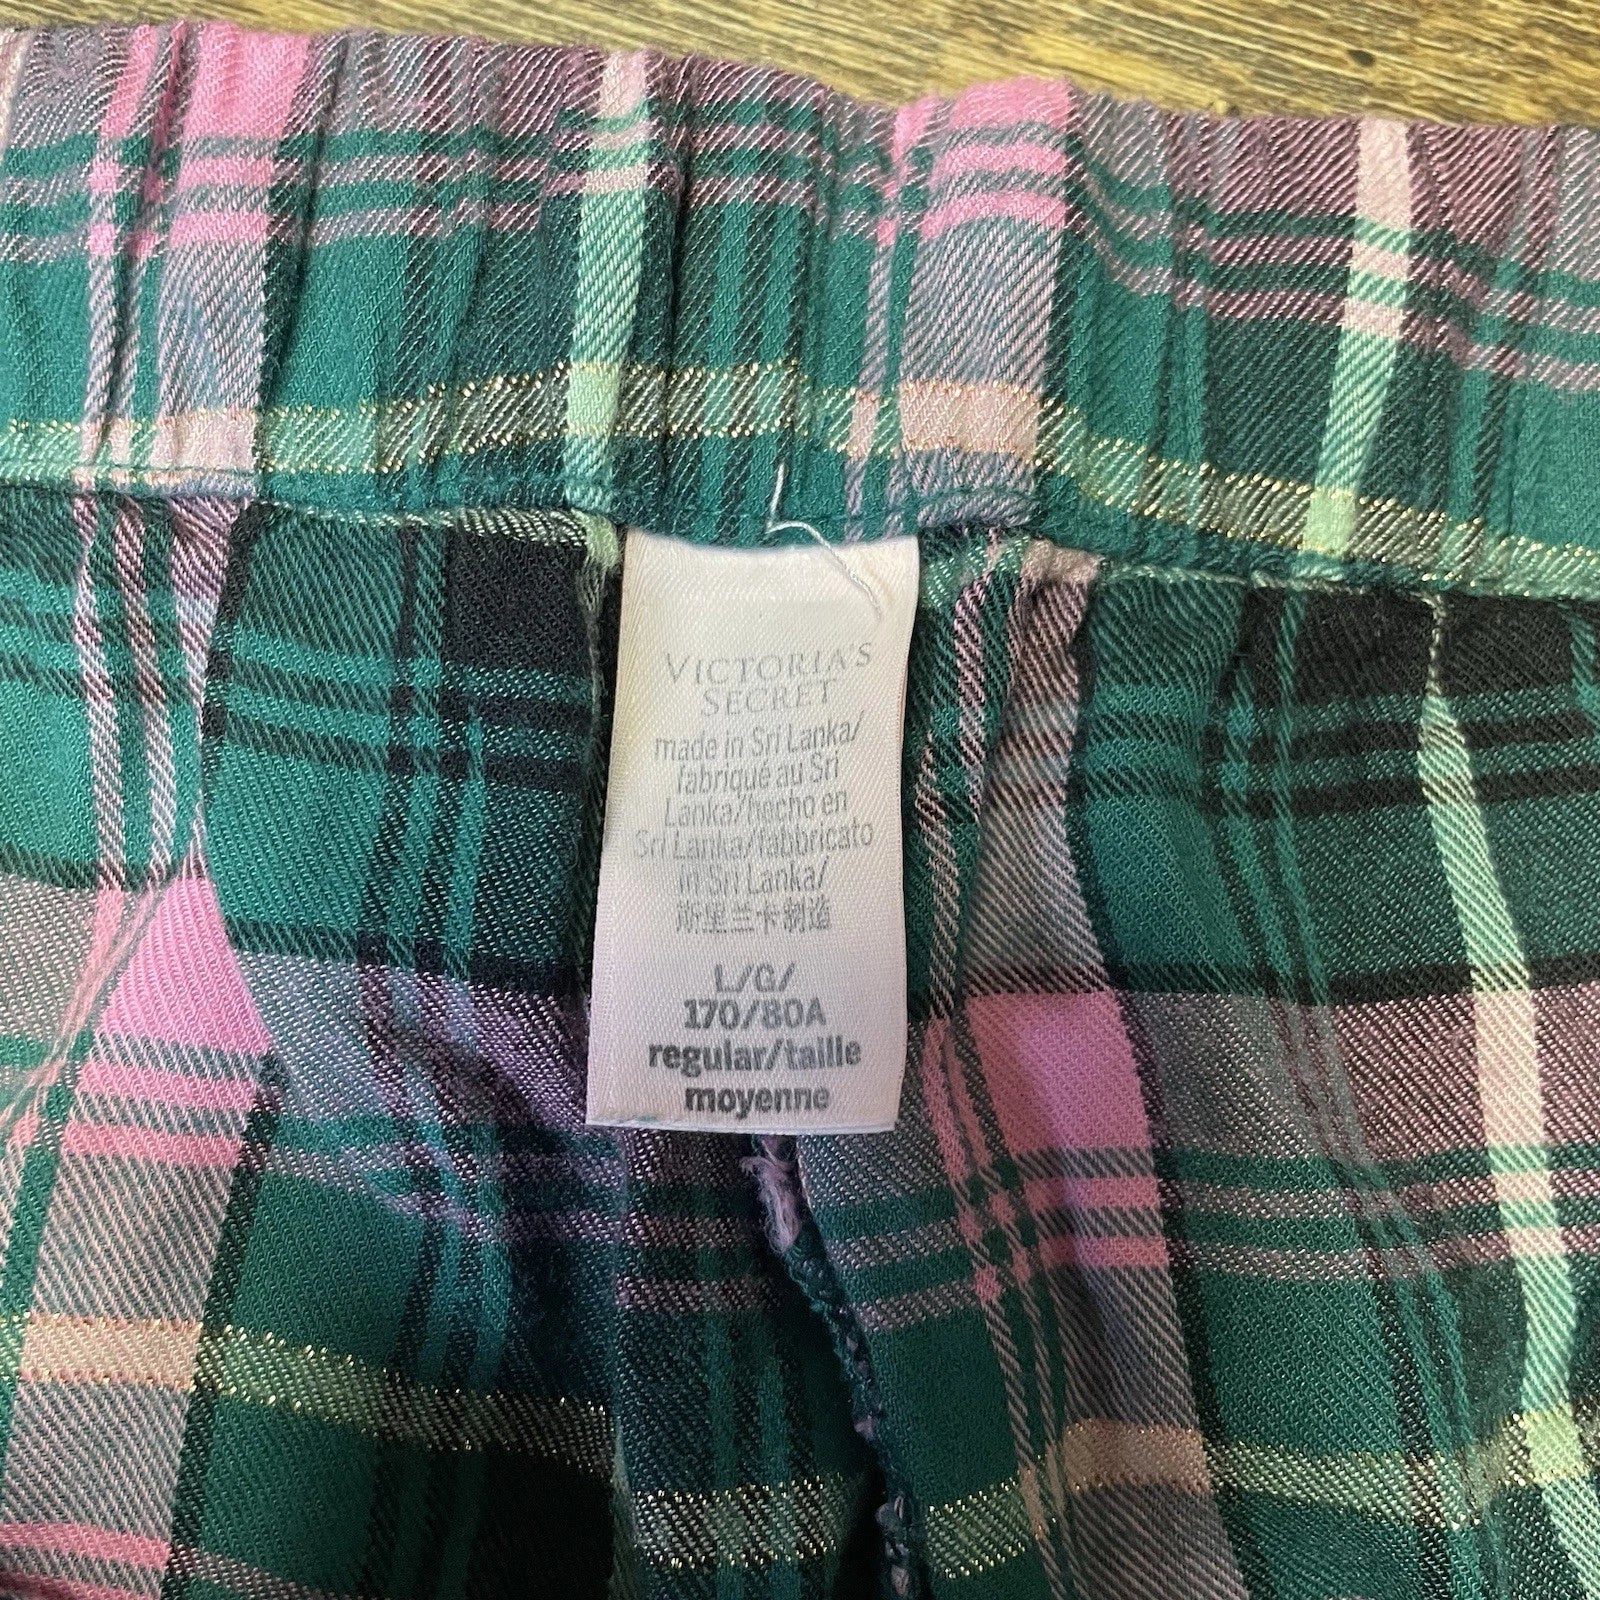 VICTORIA'S
SECRET
made in Sri Lanka/
fabriqué au Sri
Lanka/hecho en
Sri Lanka/fabbricato
in Sri Lanka/
斯里兰卡制造
L/G/
170/80A
regular/taille
moyenne